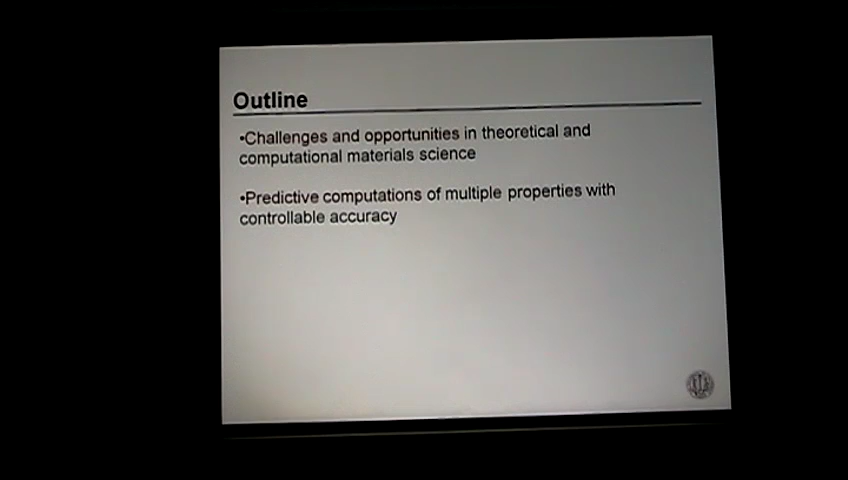 Outline
•Challenges and opportunities in theoretical and
computational materials science
•Predictive computations of multiple properties with
controllable accuracy